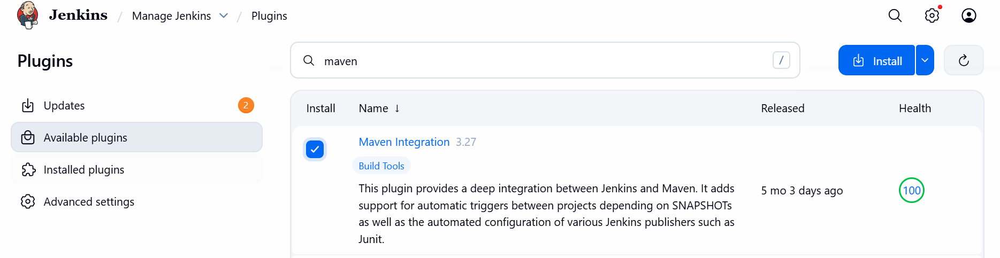 Jenkins / Manage Jenkins / Plugins
Plugins
maven /
Install
Updates 2
Available plugins
Installed plugins
Advanced settings
Install Name ↓ Released Health
Maven Integration 3.27
Build Tools
This plugin provides a deep integration between Jenkins and Maven. It adds
support for automatic triggers between projects depending on SNAPSHOTs
as well as the automated configuration of various Jenkins publishers such as
Junit.
5 mo 3 days ago
100